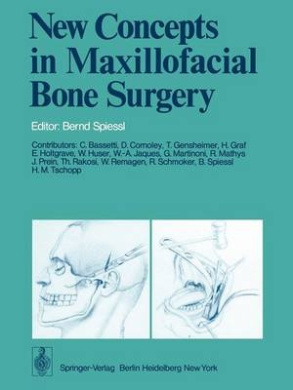 New Concepts
in Maxillofacial
Bone Surgery
Editor: Bernd Spiessl
Contributors: C. Bassetti, D. Comoley, T. Gensheimer, H. Graf
E. Holtgrave, W. Huser, W.-A. Jaques, G. Martinoni, R. Mathys
J. Prein, Th. Rakosi, W. Remagen, R. Schmoker, B. Spiessl
H. M. Tschopp
Springer-Verlag Berlin Heidelberg New York